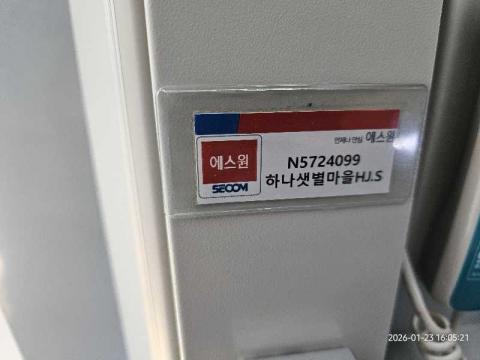 언제나 안심 에스원
에스원
SECOM
N5724099
하나샛별마을HJ.S
2026-01-23 16:05:21